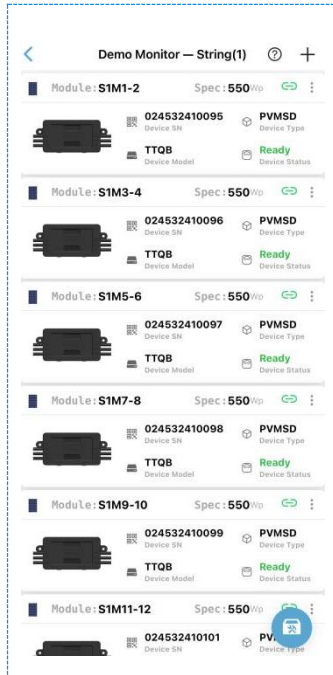 Demo Monitor — String(1)
Module:S1M1-2 Spec:550Wp
024532410095 PVMSD
Device SN Device Type
TTQB Ready
Device Model Device Status
Module:S1M3-4 Spec:550Wp
024532410096 PVMSD
Device SN Device Type
TTQB Ready
Device Model Device Status
Module:S1M5-6 Spec:550Wp
024532410097 PVMSD
Device SN Device Type
TTQB Ready
Device Model Device Status
Module:S1M7-8 Spec:550Wp
024532410098 PVMSD
Device SN Device Type
TTQB Ready
Device Model Device Status
Module:S1M9-10 Spec:550Wp
024532410099 PVMSD
Device SN Device Type
TTQB Ready
Device Model Device Status
Module:S1M11-12 Spec:550Wp
024532410101
Device SN Device Type